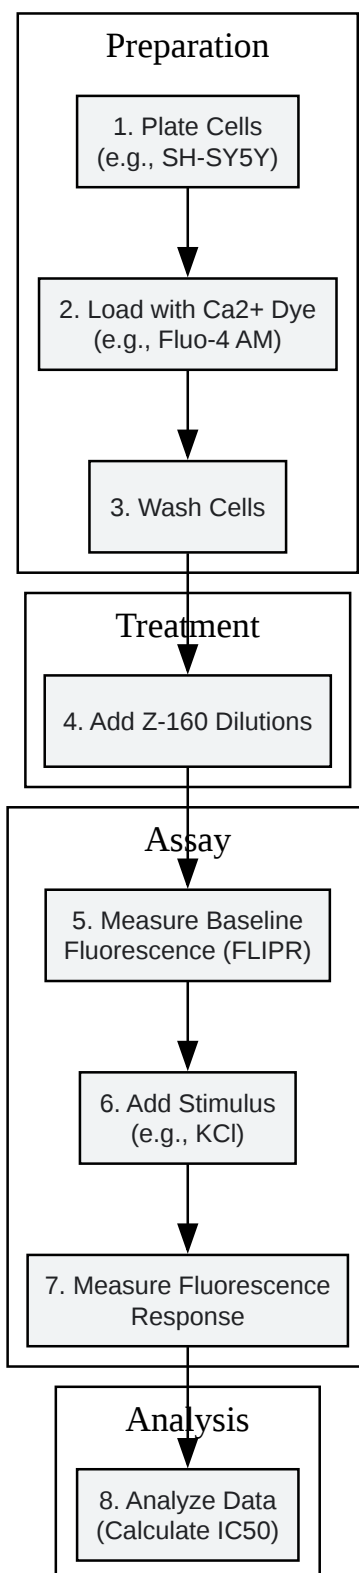 Preparation
1. Plate Cells
(e.g., SH-SY5Y)
2. Load with Ca2+ Dye
(e.g., Fluo-4 AM)
3. Wash Cells
Treatment
4. Add Z-160 Dilutions
Assay
5. Measure Baseline
Fluorescence (FLIPR)
6. Add Stimulus
(e.g., KCl)
7. Measure Fluorescence
Response
Analysis
8. Analyze Data
(Calculate IC50)